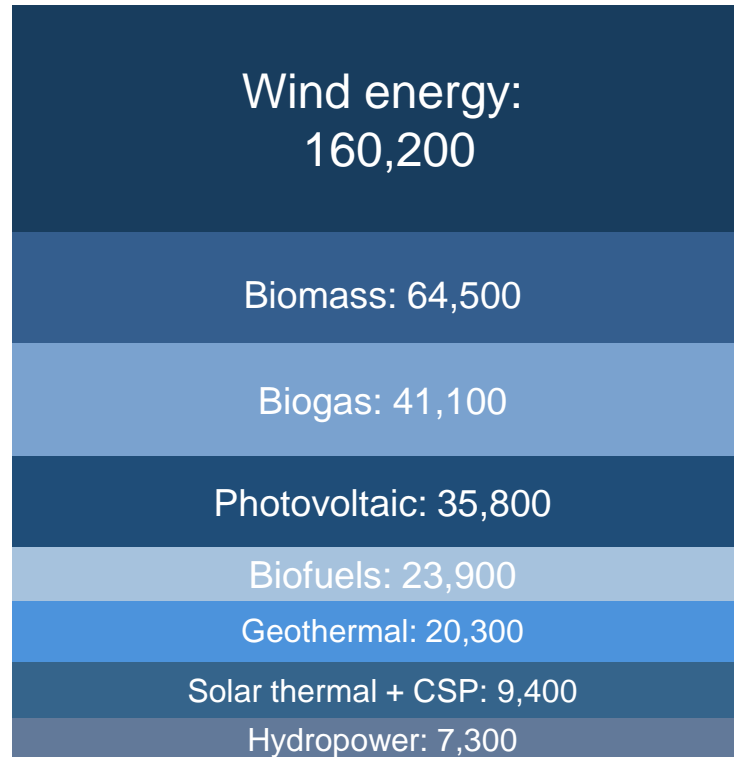 Wind energy:
160,200
Biomass: 64,500
Biogas: 41,100
Photovoltaic: 35,800
Biofuels: 23,900
Geothermal: 20,300
Solar thermal + CSP: 9,400
Hydropower: 7,300